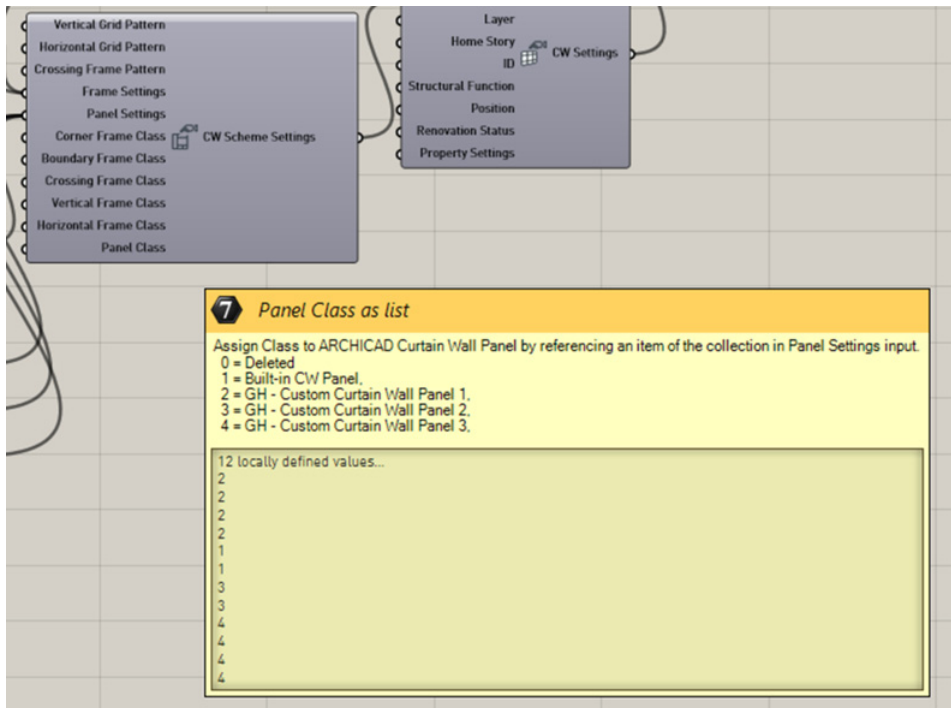 Vertical Grid Pattern
Horizontal Grid Pattern
Crossing Frame Pattern
Frame Settings
Panel Settings
Corner Frame Class
Boundary Frame Class
Crossing Frame Class
Vertical Frame Class
Horizontal Frame Class
Panel Class
CW Scheme Settings
Layer
Home Story
ID
Structural Function
Position
Renovation Status
Property Settings
CW Settings
7 Panel Class as list
Assign Class to ARCHICAD Curtain Wall Panel by referencing an item of the collection in Panel Settings input.
0 = Deleted
1 = Built-in CW Panel,
2 = GH - Custom Curtain Wall Panel 1,
3 = GH - Custom Curtain Wall Panel 2,
4 = GH - Custom Curtain Wall Panel 3,
12 locally defined values...
2
2
2
2
1
1
3
3
4
4
4
4